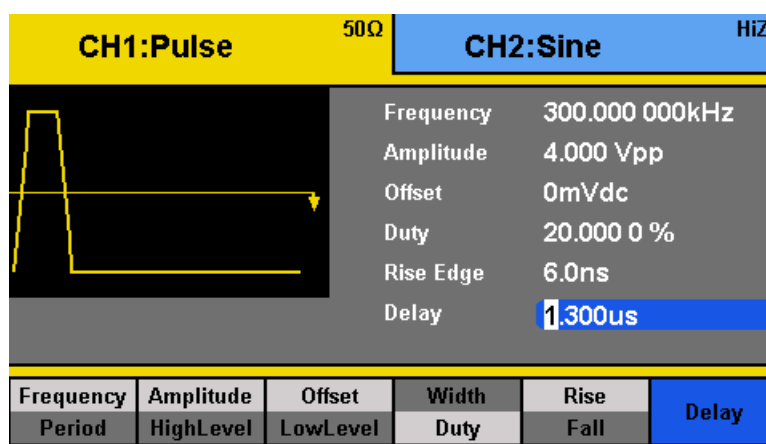 CH1:Pulse 50Ω CH2:Sine HiZ
Frequency 300.000 000kHz
Amplitude 4.000 Vpp
Offset 0mVdc
Duty 20.000 0 %
Rise Edge 6.0ns
Delay 1.300us
Frequency Amplitude Offset Width Rise Delay
Period HighLevel LowLevel Duty Fall